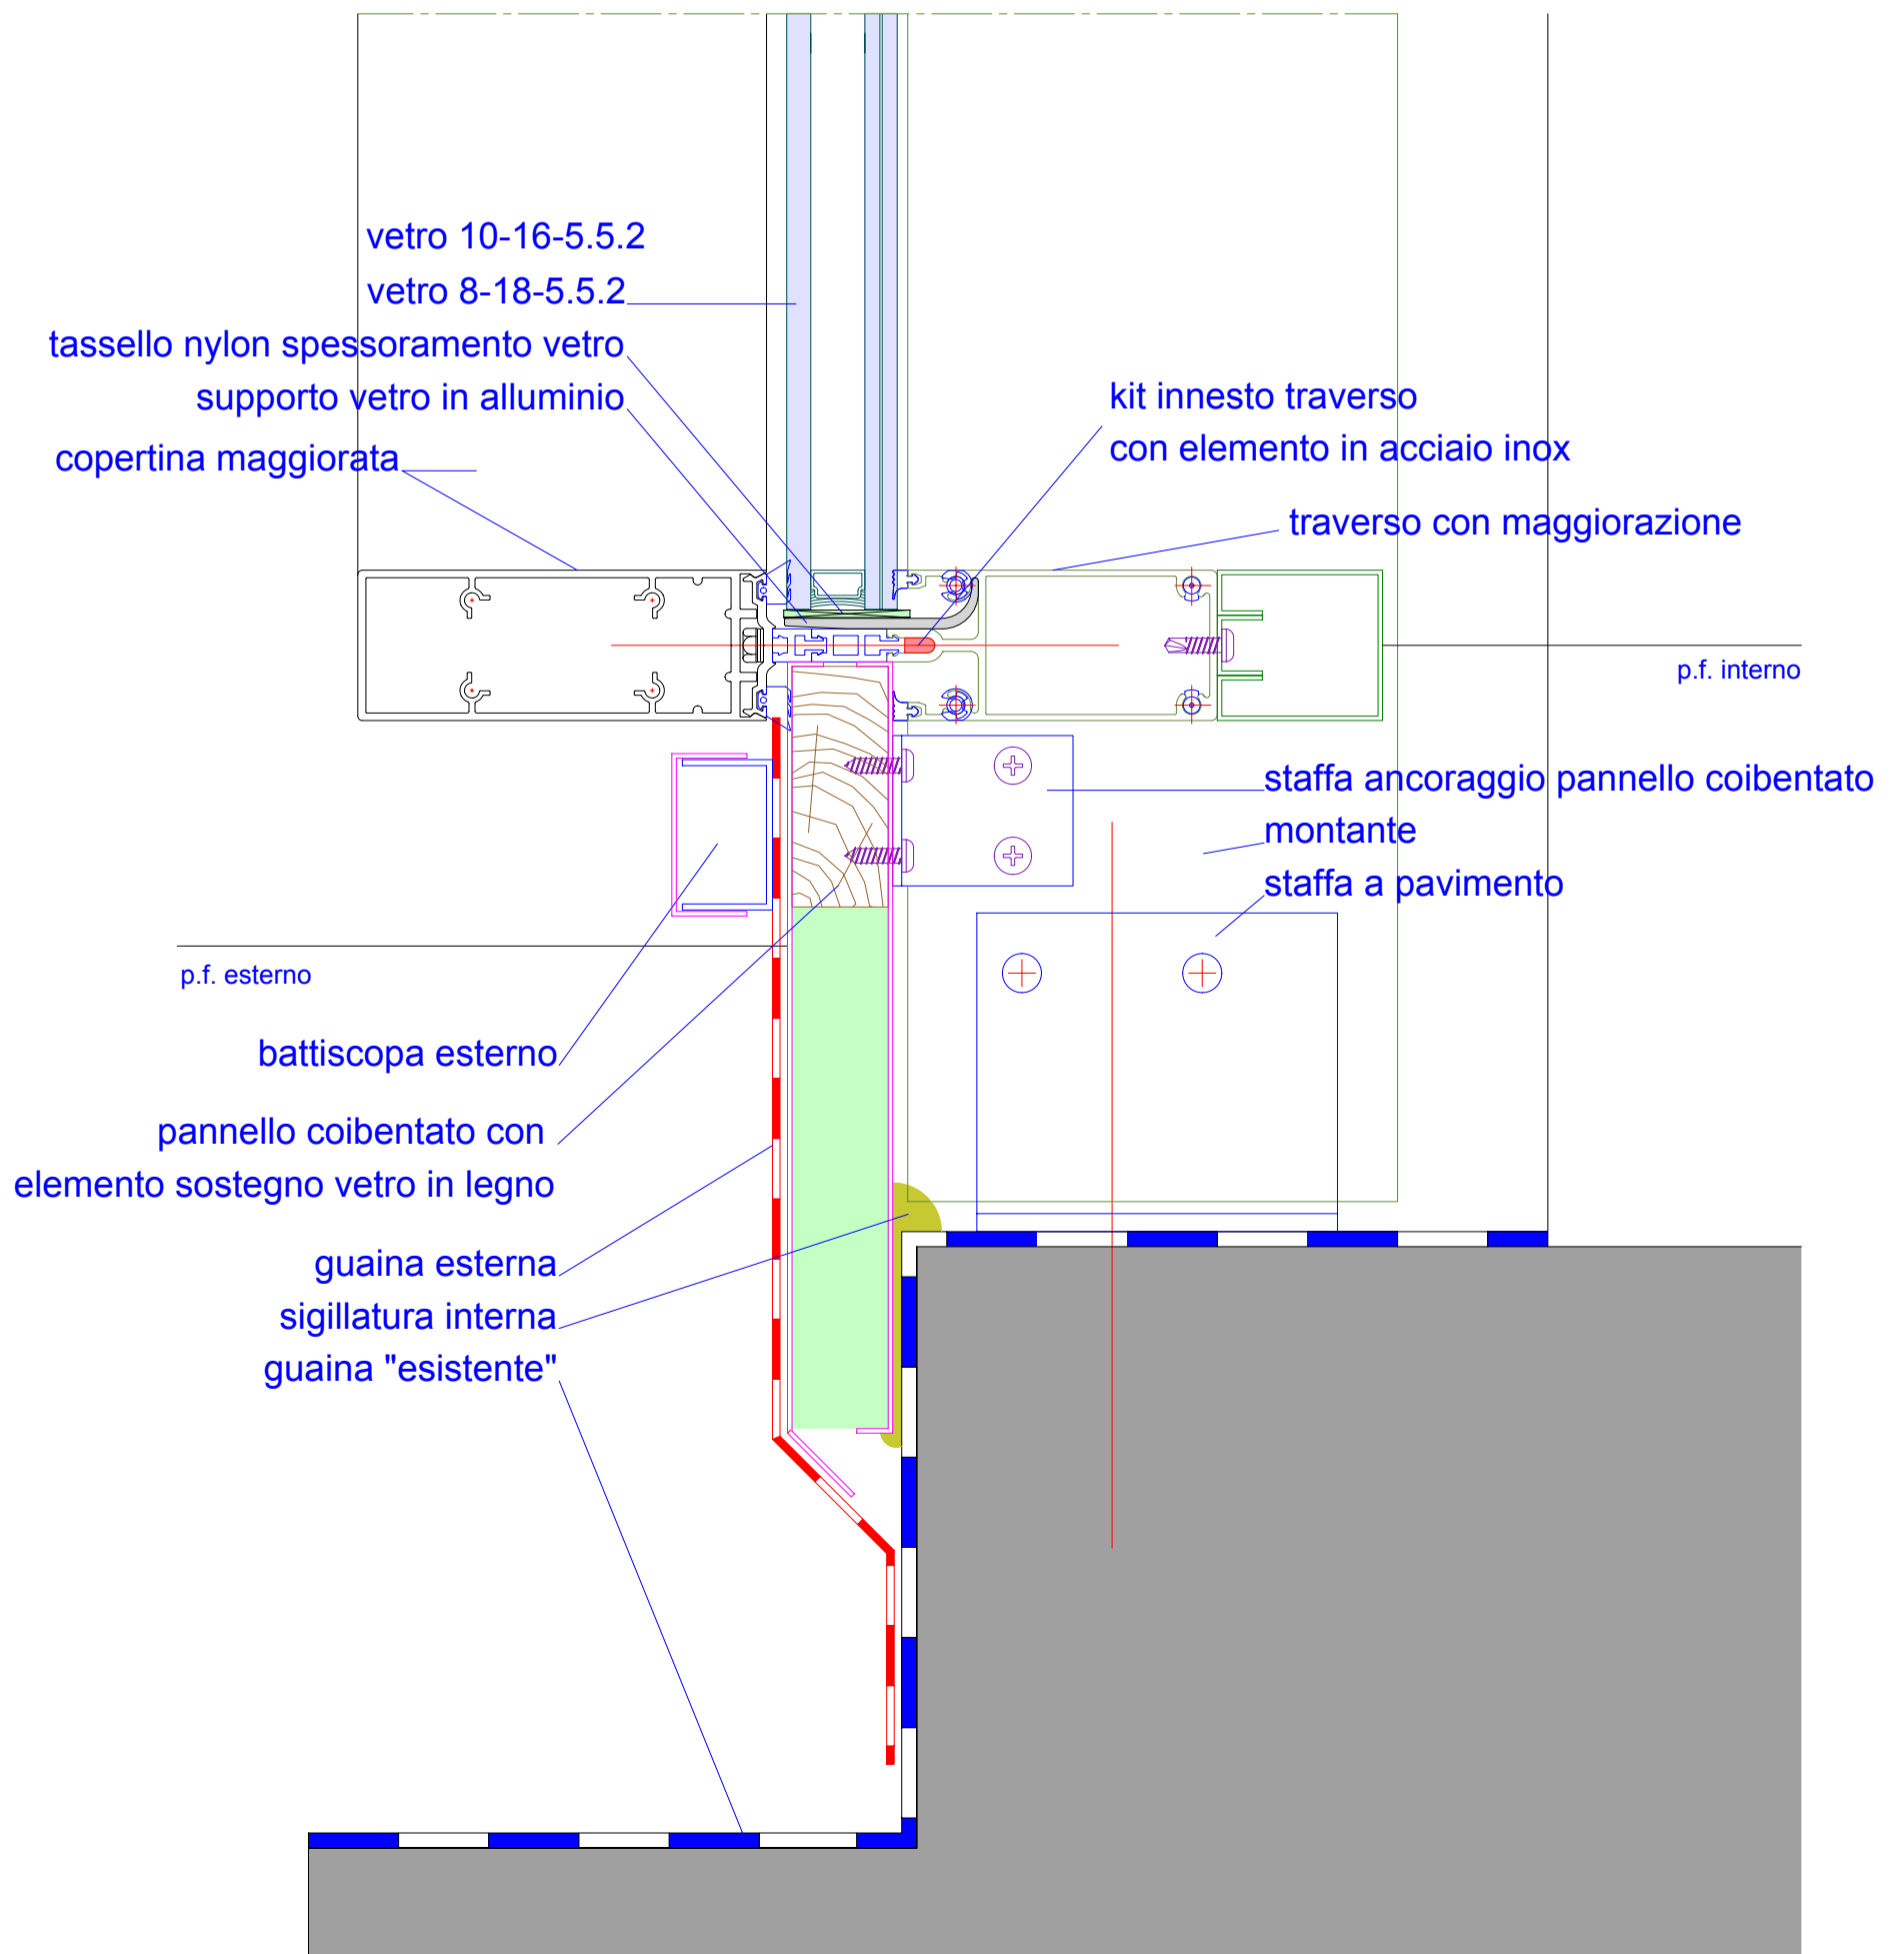 vetro 10-16-5.5.2
vetro 8-18-5.5.2
tassello nylon spessoramento vetro
supporto vetro in alluminio
copertina maggiorata
kit innesto traverso
con elemento in acciaio inox
traverso con maggiorazione
p.f. interno
staffa ancoraggio pannello coibentato
montante
staffa a pavimento
p.f. esterno
battiscopa esterno
pannello coibentato con
elemento sostegno vetro in legno
guaina esterna
sigillatura interna
guaina "esistente"